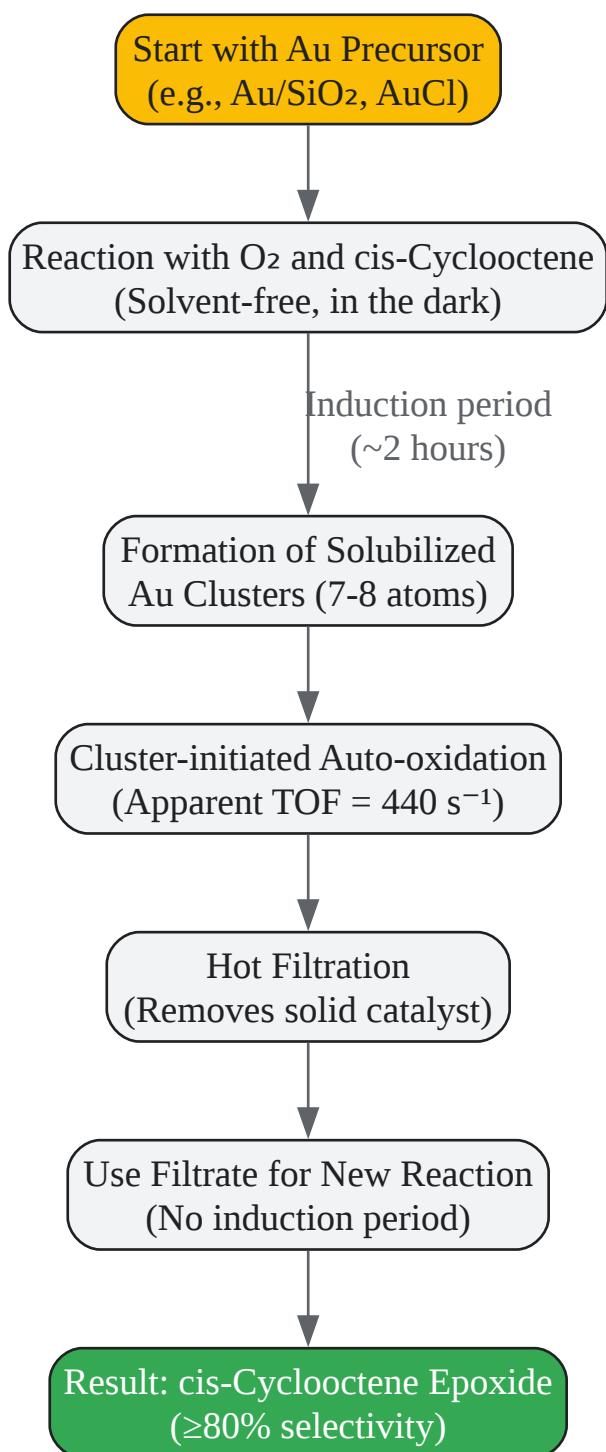 Start with Au Precursor
(e.g., Au/SiO₂, AuCl)
Reaction with O₂ and cis-Cyclooctene
(Solvent-free, in the dark)
Induction period
(~2 hours)
Formation of Solubilized
Au Clusters (7-8 atoms)
Cluster-initiated Auto-oxidation
(Apparent TOF = 440 s⁻¹)
Hot Filtration
(Removes solid catalyst)
Use Filtrate for New Reaction
(No induction period)
Result: cis-Cyclooctene Epoxide
(≥80% selectivity)